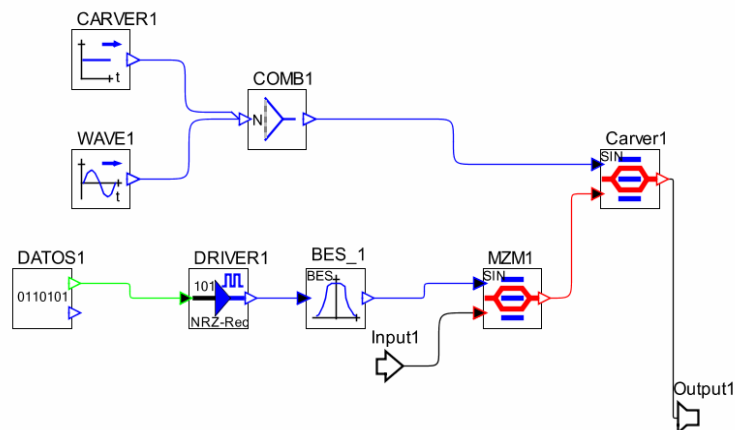 CARVER1
t
COMB1
N
WAVE1
t
Carver1
SIN
DATOS1
0110101
DRIVER1
101
NRZ-Rec
BES_1
BES
MZM1
SIN
Input1
Output1